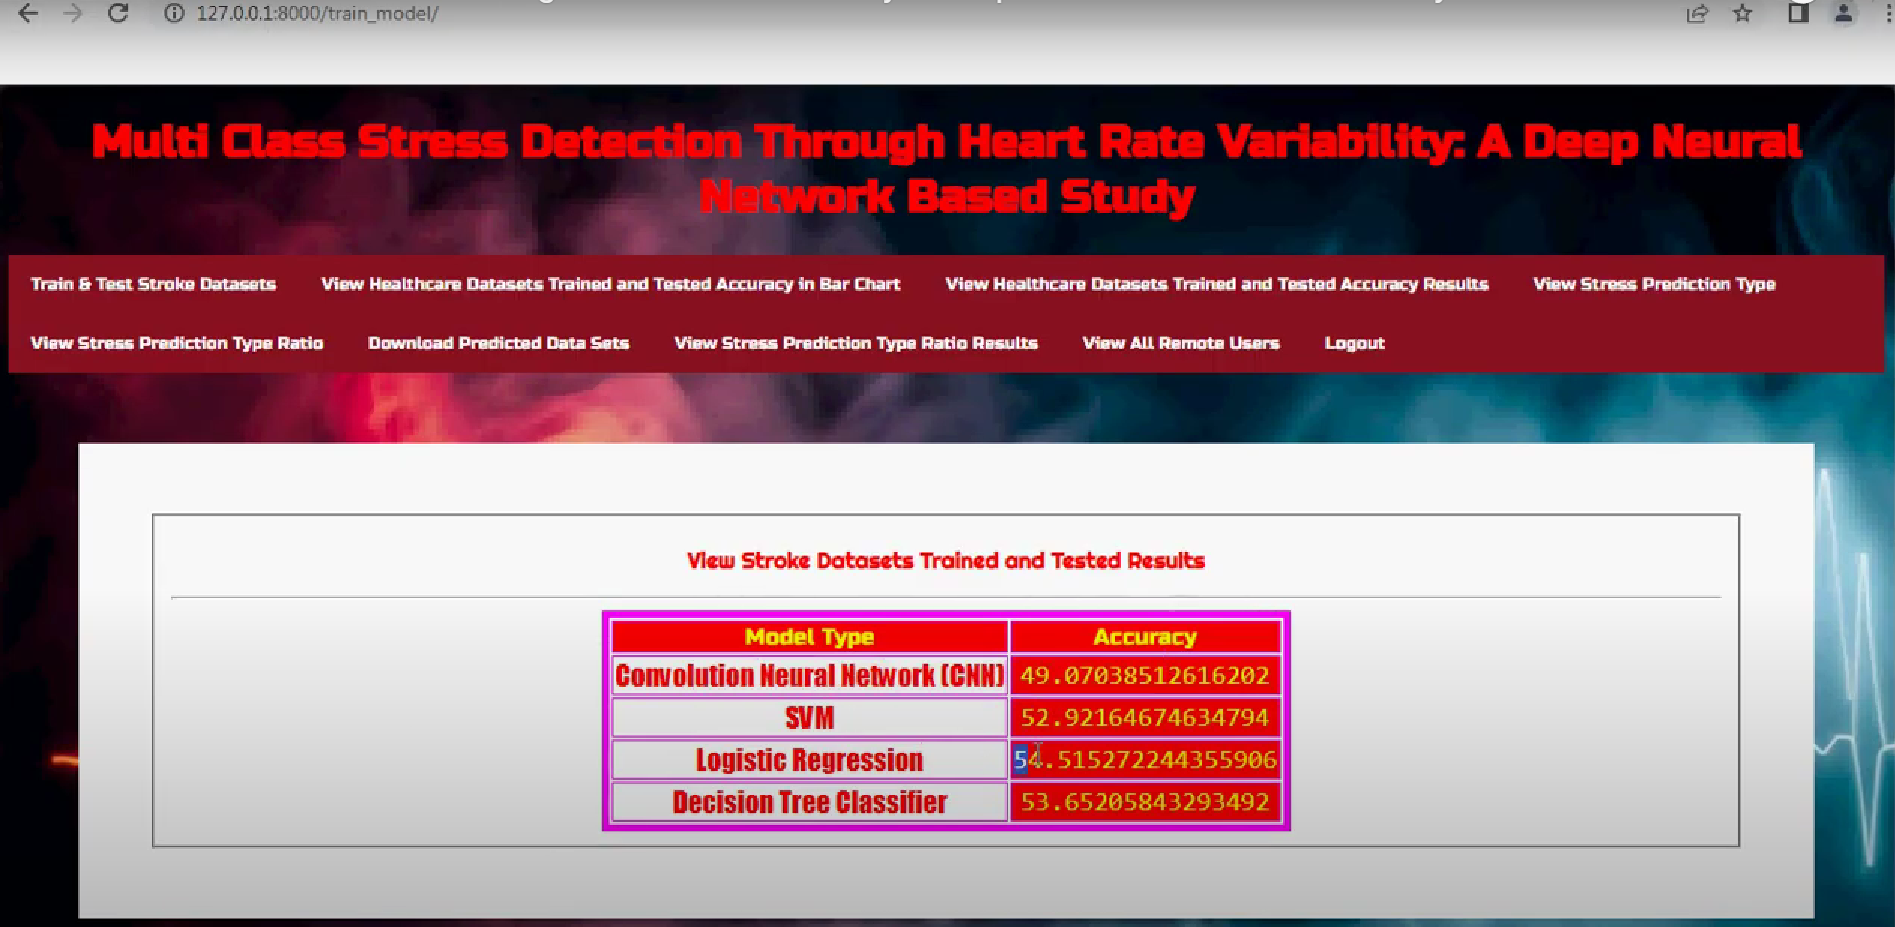 127.0.0.1:8000/train_model/
Multi Class Stress Detection Through Heart Rate Variability: A Deep Neural
Network Based Study
Train & Test Stroke Datasets View Healthcare Datasets Trained and Tested Accuracy in Bar Chart View Healthcare Datasets Trained and Tested Accuracy Results View Stress Prediction Type
View Stress Prediction Type Ratio Download Predicted Data Sets View Stress Prediction Type Ratio Results View All Remote Users Logout
View Stroke Datasets Trained and Tested Results
Model Type Accuracy
Convolution Neural Network (CNN) 49.07038512616202
SVM 52.92164674634794
Logistic Regression 54.515272244355906
Decision Tree Classifier 53.65205843293492